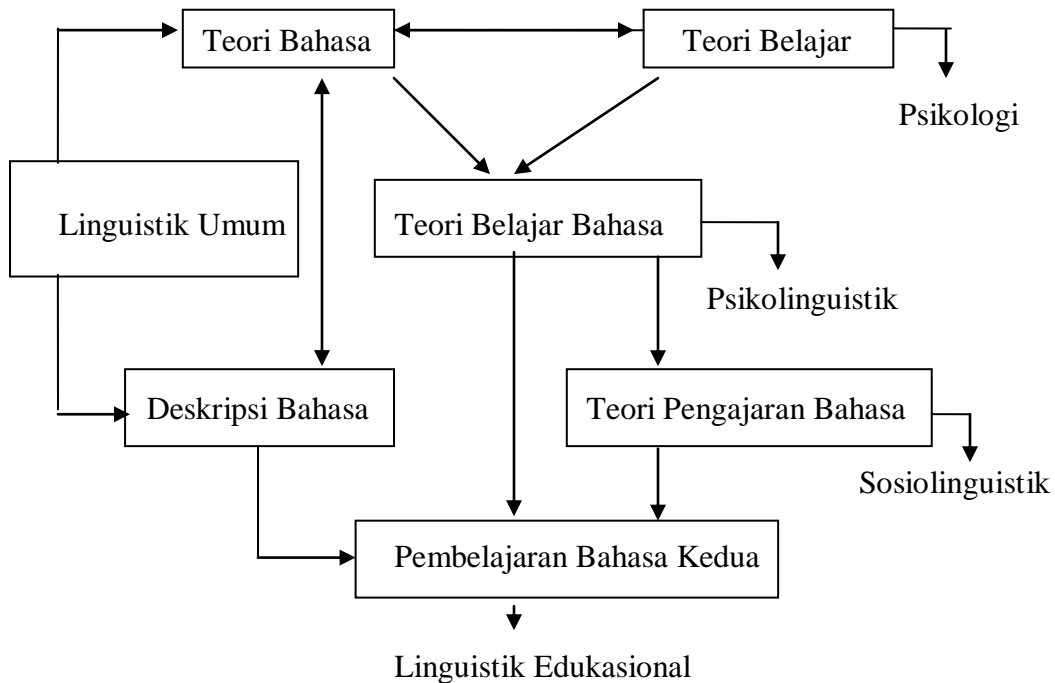 Teori Bahasa
Teori Belajar
Psikologi
Linguistik Umum
Teori Belajar Bahasa
Psikolinguistik
Deskripsi Bahasa
Teori Pengajaran Bahasa
Sosiolinguistik
Pembelajaran Bahasa Kedua
Linguistik Edukasional